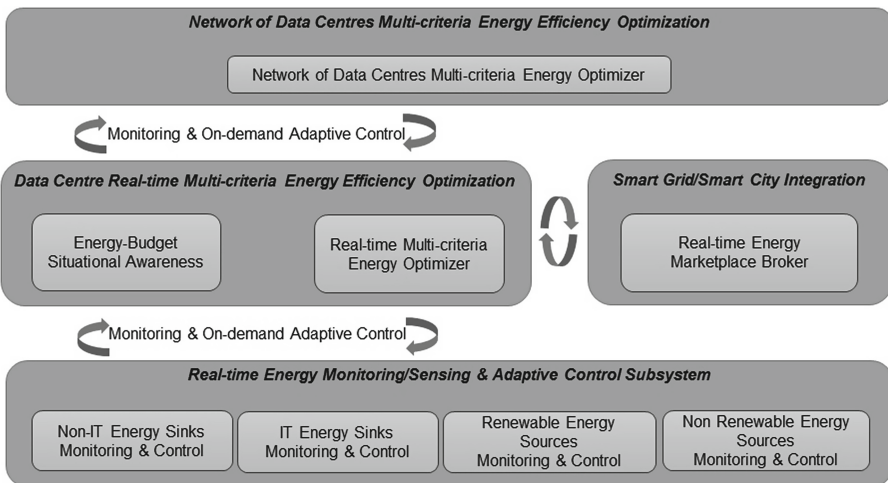 Network of Data Centres Multi-criteria Energy Efficiency Optimization
Network of Data Centres Multi-criteria Energy Optimizer
Monitoring & On-demand Adaptive Control
Data Centre Real-time Multi-criteria Energy Efficiency Optimization
Energy-Budget
Situational Awareness
Real-time Multi-criteria
Energy Optimizer
Smart Grid/Smart City Integration
Real-time Energy
Marketplace Broker
Monitoring & On-demand Adaptive Control
Real-time Energy Monitoring/Sensing & Adaptive Control Subsystem
Non-IT Energy Sinks
Monitoring & Control
IT Energy Sinks
Monitoring & Control
Renewable Energy
Sources
Monitoring & Control
Non Renewable Energy
Sources
Monitoring & Control